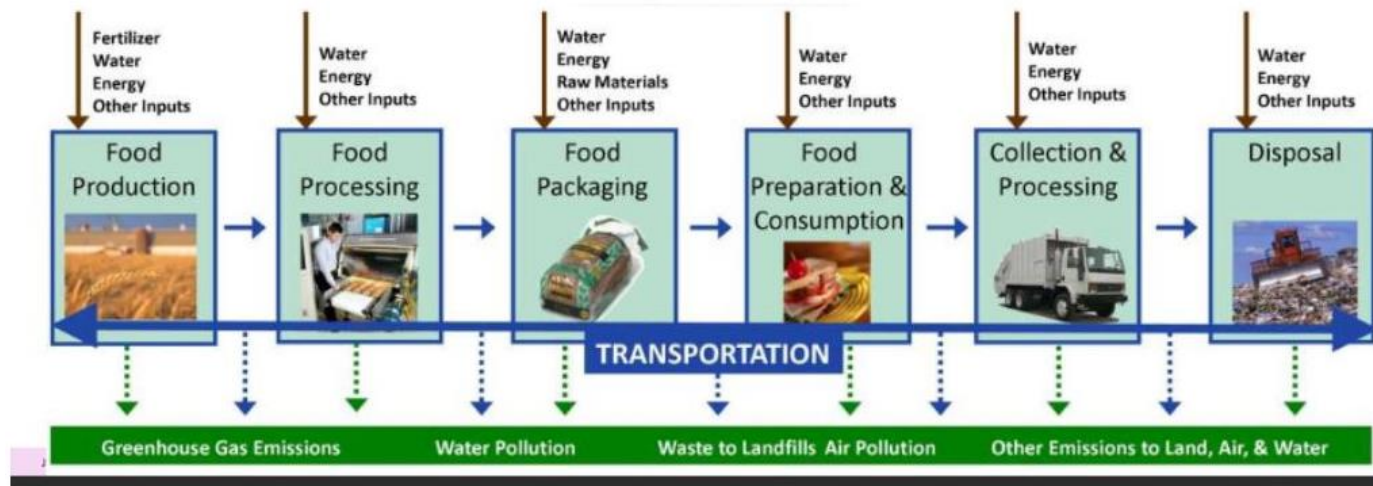 Fertilizer
Water
Energy
Other Inputs
Water
Energy
Other Inputs
Water
Energy
Raw Materials
Other Inputs
Water
Energy
Other Inputs
Water
Energy
Other Inputs
Water
Energy
Other Inputs
Food
Production
Food
Processing
Food
Packaging
Food
Preparation &
Consumption
Collection &
Processing
Disposal
TRANSPORTATION
Greenhouse Gas Emissions
Water Pollution
Waste to Landfills Air Pollution
Other Emissions to Land, Air, & Water